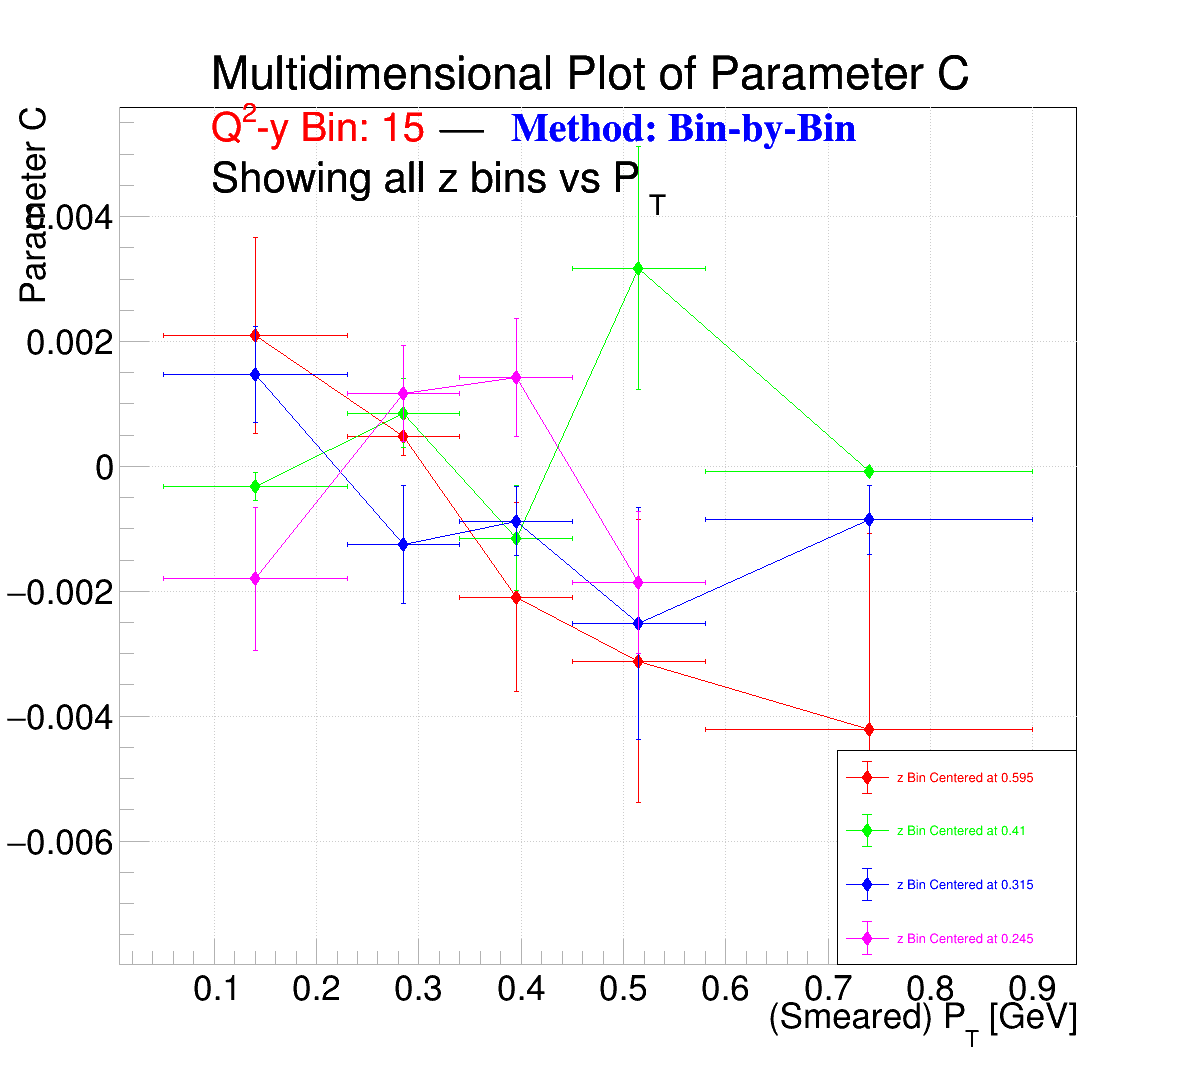 Multidimensional Plot of Parameter C
Q²-y Bin: 15 — Method: Bin-by-Bin
Showing all z bins vs P_T
Parameter C
0.004
0.002
0
−0.002
−0.004
−0.006
z Bin Centered at 0.595
z Bin Centered at 0.41
z Bin Centered at 0.315
z Bin Centered at 0.245
0.1 0.2 0.3 0.4 0.5 0.6 0.7 0.8 0.9
(Smeared) P_T [GeV]